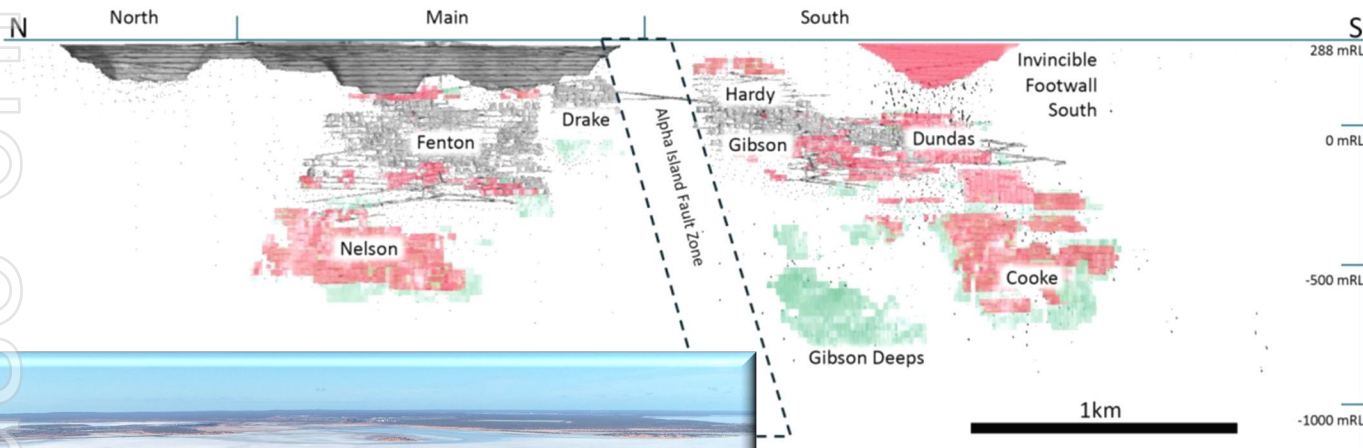 North
Main
South
N
S
288 mRL
Invincible
Footwall
South
Hardy
Drake
Fenton
Gibson
Dundas
0 mRL
Alpha Island Fault Zone
Nelson
Cooke
-500 mRL
Gibson Deeps
1km
-1000 mRL